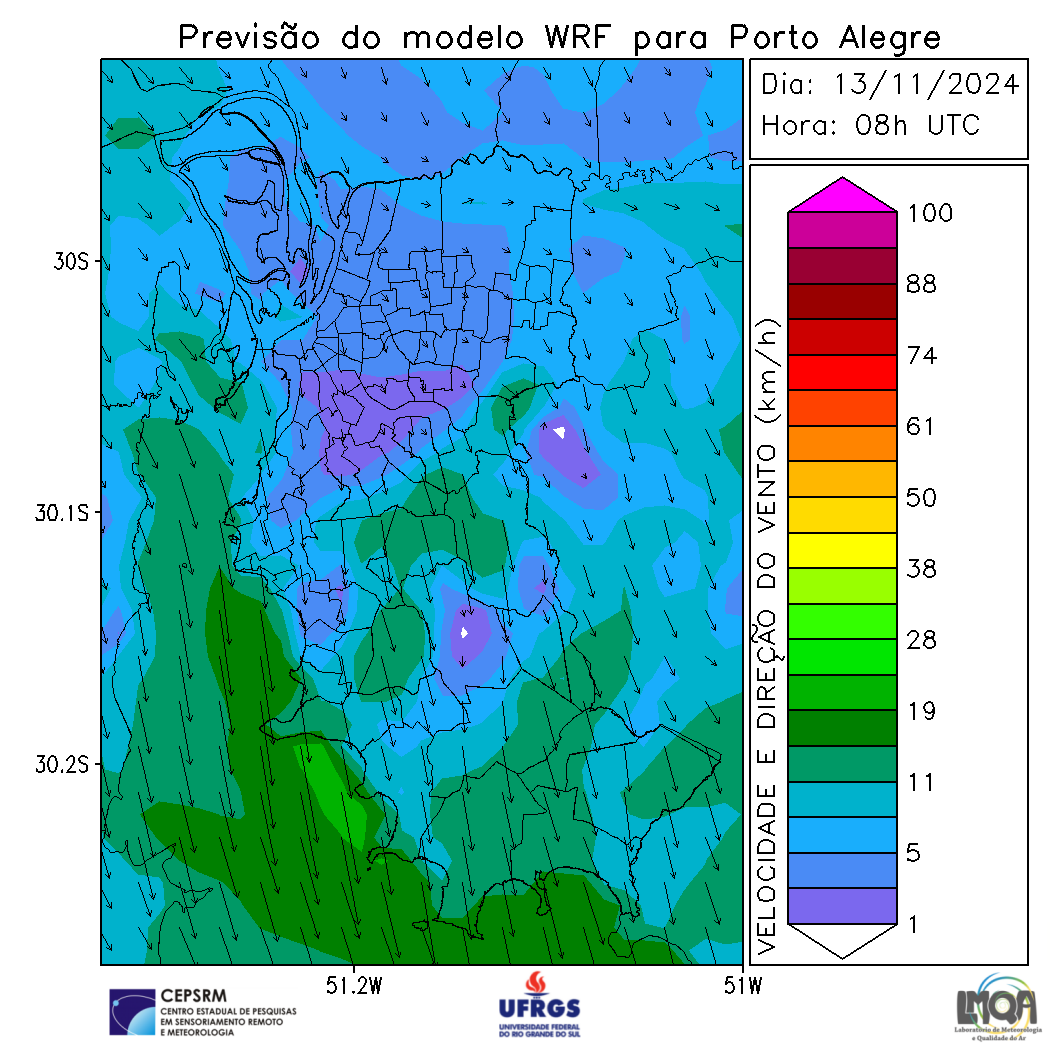 Previsão do modelo WRF para Porto Alegre
Dia: 13/11/2024
Hora: 08h UTC
30S
30.1S
30.2S
51.2W
51W
VELOCIDADE E DIREÇÃO DO VENTO (km/h)
100
88
74
61
50
38
28
19
11
5
1
CEPSRM
CENTRO ESTADUAL DE PESQUISAS
EM SENSORIAMENTO REMOTO
E METEOROLOGIA
UFRGS
UNIVERSIDADE FEDERAL
DO RIO GRANDE DO SUL
LMQA
Laboratório de Meteorologia
e Qualidade do Ar